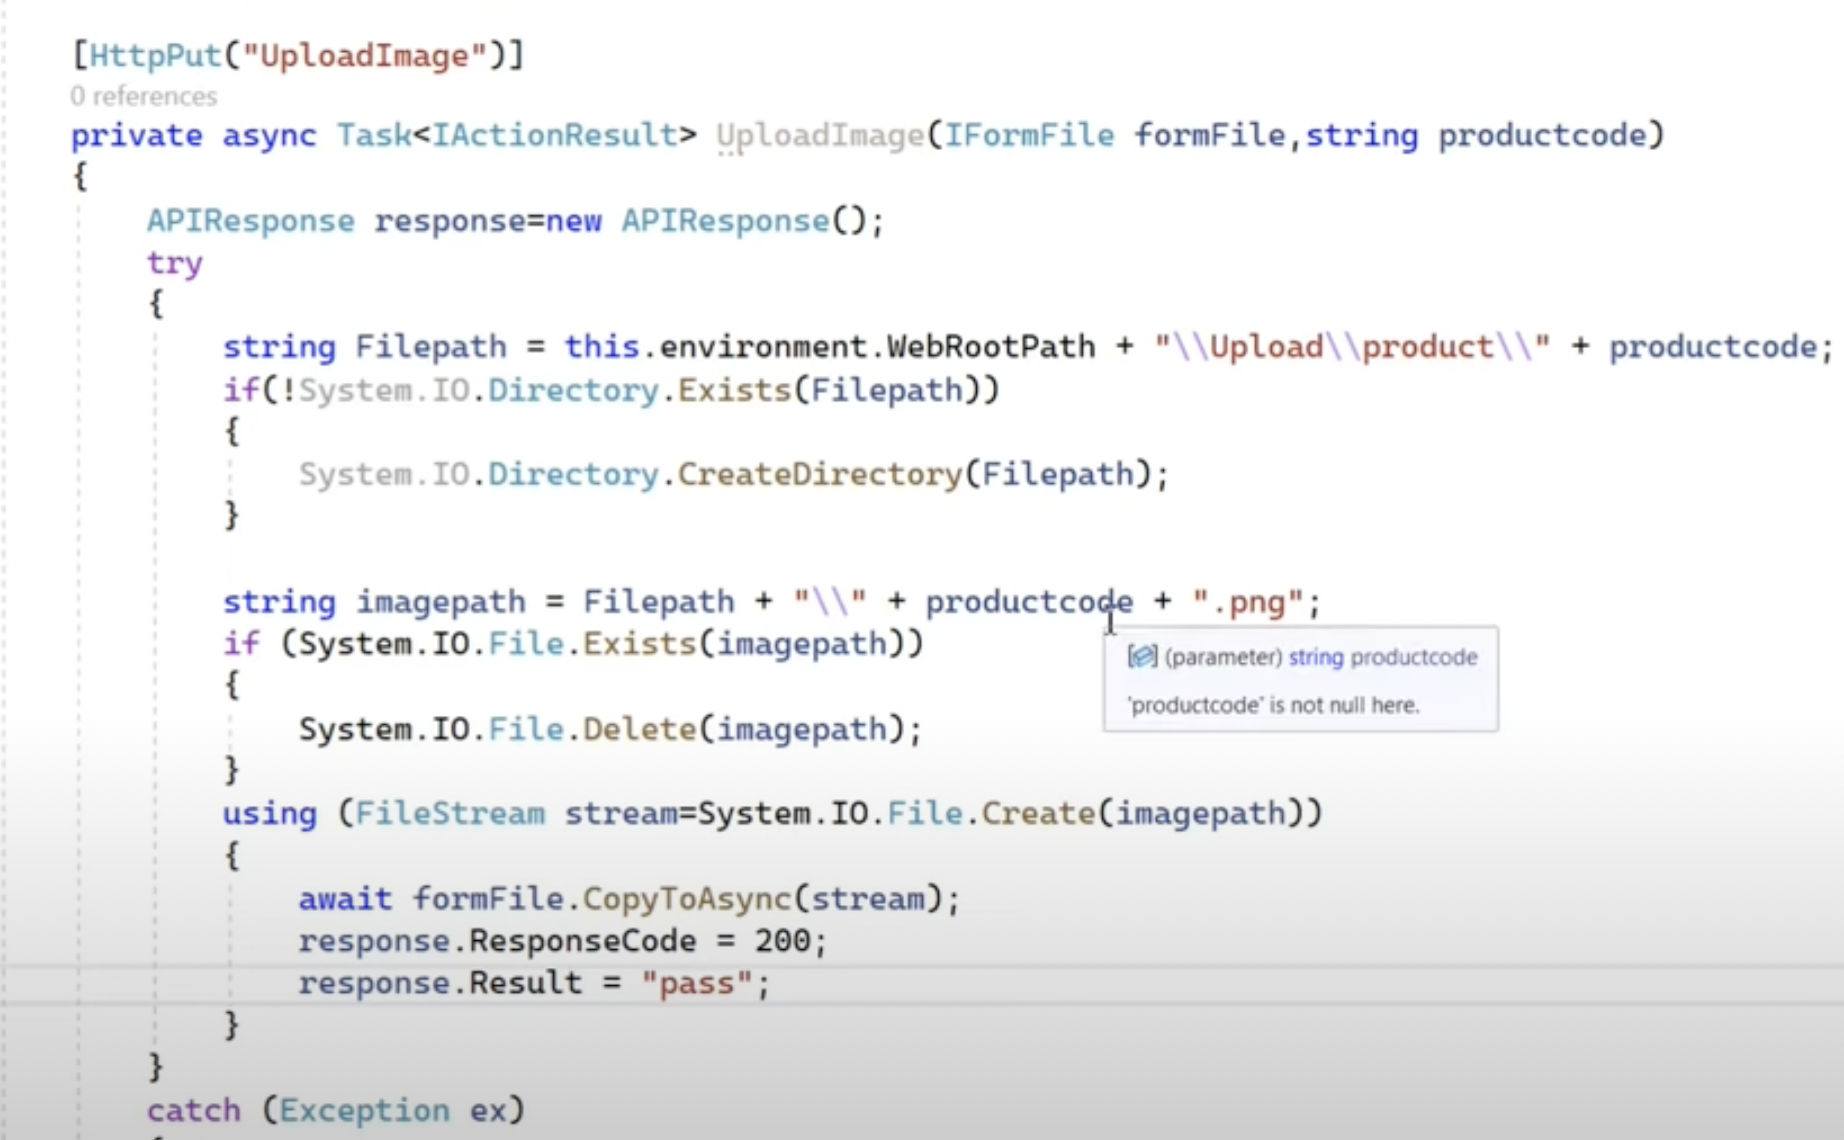 [HttpPut("UploadImage")]
0 references
private async Task<IActionResult> UploadImage(IFormFile formFile,string productcode)
{
APIResponse response=new APIResponse();
try
{
string Filepath = this.environment.WebRootPath + "\\Upload\\product\\" + productcode;
if(!System.IO.Directory.Exists(Filepath))
{
System.IO.Directory.CreateDirectory(Filepath);
}
string imagepath = Filepath + "\\" + productcode + ".png";
if (System.IO.File.Exists(imagepath))
(parameter) string productcode
{
'productcode' is not null here.
System.IO.File.Delete(imagepath);
}
using (FileStream stream=System.IO.File.Create(imagepath))
{
await formFile.CopyToAsync(stream);
response.ResponseCode = 200;
response.Result = "pass";
}
}
catch (Exception ex)